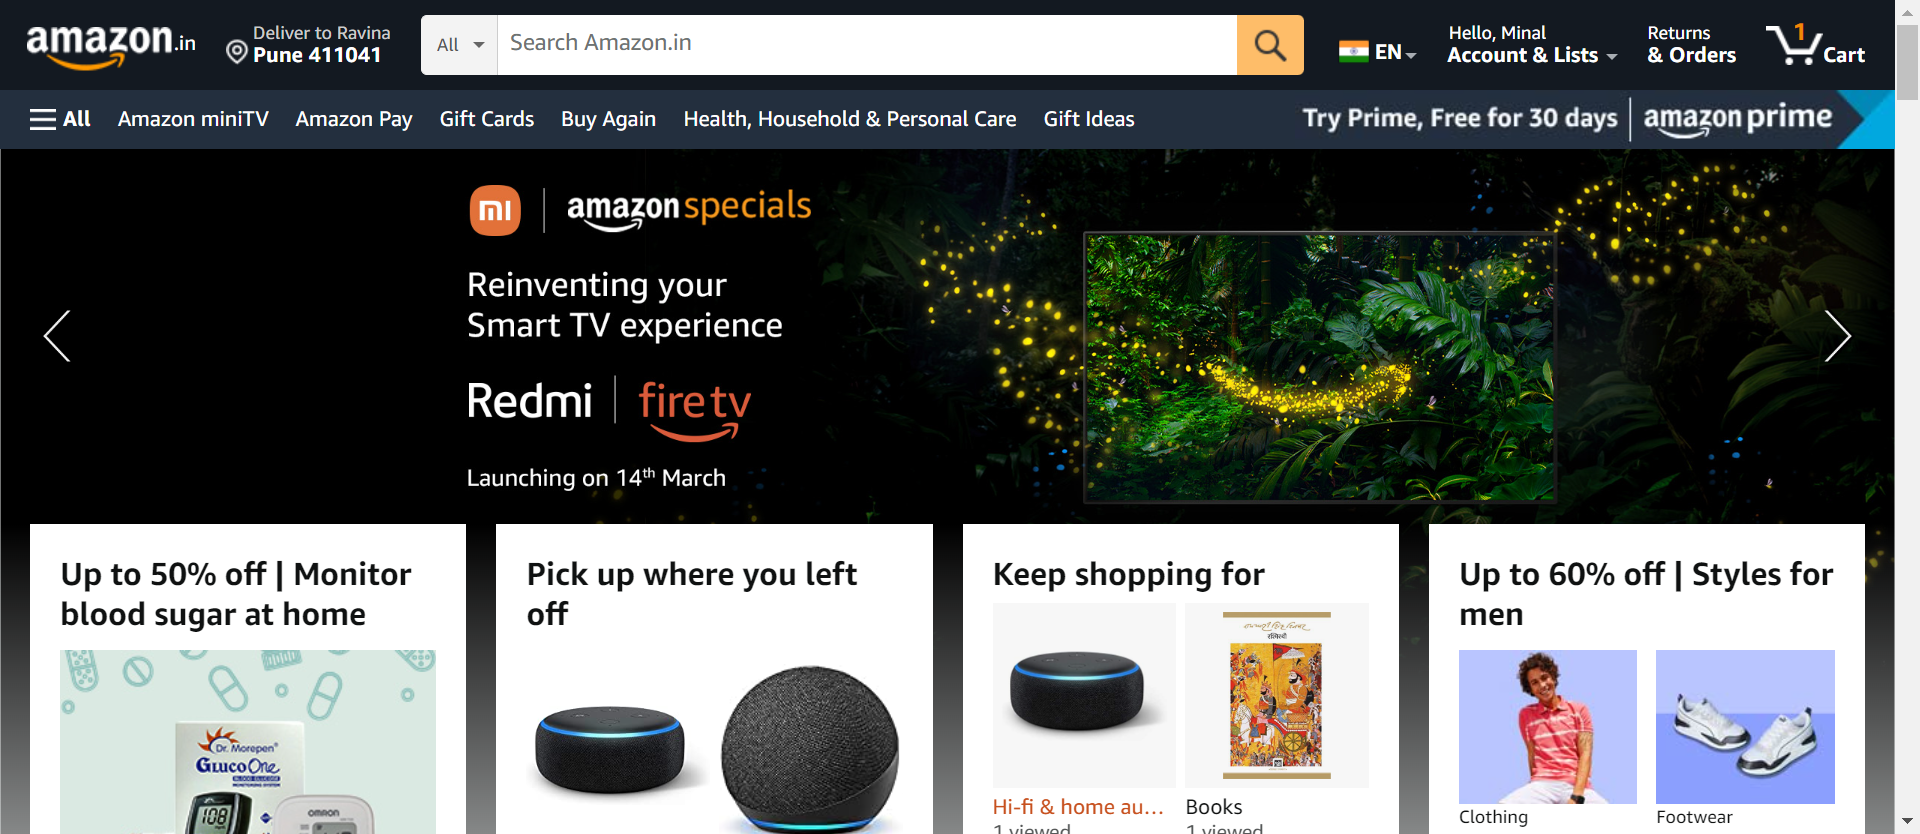 amazon.in
Deliver to Ravina
Pune 411041
All
Search Amazon.in
EN
Hello, Minal
Account & Lists
Returns
& Orders
1
Cart
All
Amazon miniTV
Amazon Pay
Gift Cards
Buy Again
Health, Household & Personal Care
Gift Ideas
Try Prime, Free for 30 days
amazon prime
mi
amazon specials
Reinventing your
Smart TV experience
Redmi
fire tv
Launching on 14th March
Up to 50% off | Monitor
blood sugar at home
Dr. Morepen®
GlucoOne
BLOOD GLUCOSE
MONITORING SYSTEM
108
OMRON
Pick up where you left
off
Keep shopping for
Hi-fi & home au...
1 viewed
Books
1 viewed
Up to 60% off | Styles for
men
Clothing
Footwear